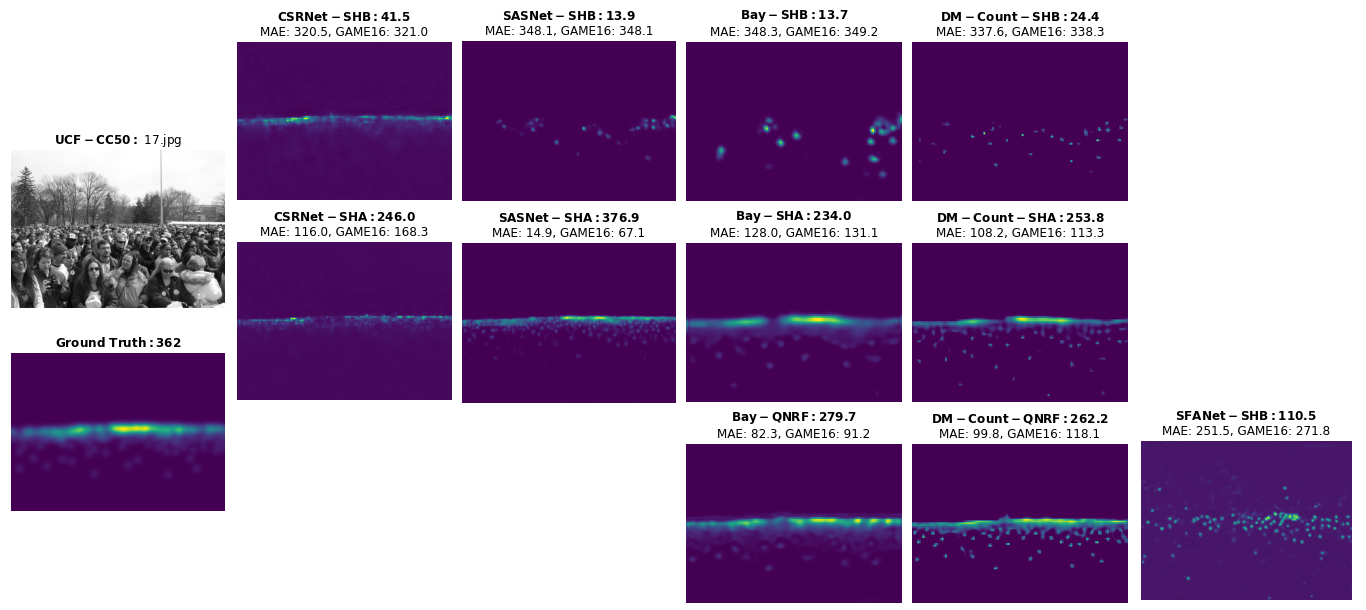 CSRNet − SHB : 41.5
MAE: 320.5, GAME16: 321.0
SASNet − SHB : 13.9
MAE: 348.1, GAME16: 348.1
Bay − SHB : 13.7
MAE: 348.3, GAME16: 349.2
DM − Count − SHB : 24.4
MAE: 337.6, GAME16: 338.3
UCF − CC50 : 17.jpg
CSRNet − SHA : 246.0
MAE: 116.0, GAME16: 168.3
SASNet − SHA : 376.9
MAE: 14.9, GAME16: 67.1
Bay − SHA : 234.0
MAE: 128.0, GAME16: 131.1
DM − Count − SHA : 253.8
MAE: 108.2, GAME16: 113.3
Ground Truth : 362
Bay − QNRF : 279.7
MAE: 82.3, GAME16: 91.2
DM − Count − QNRF : 262.2
MAE: 99.8, GAME16: 118.1
SFANet − SHB : 110.5
MAE: 251.5, GAME16: 271.8